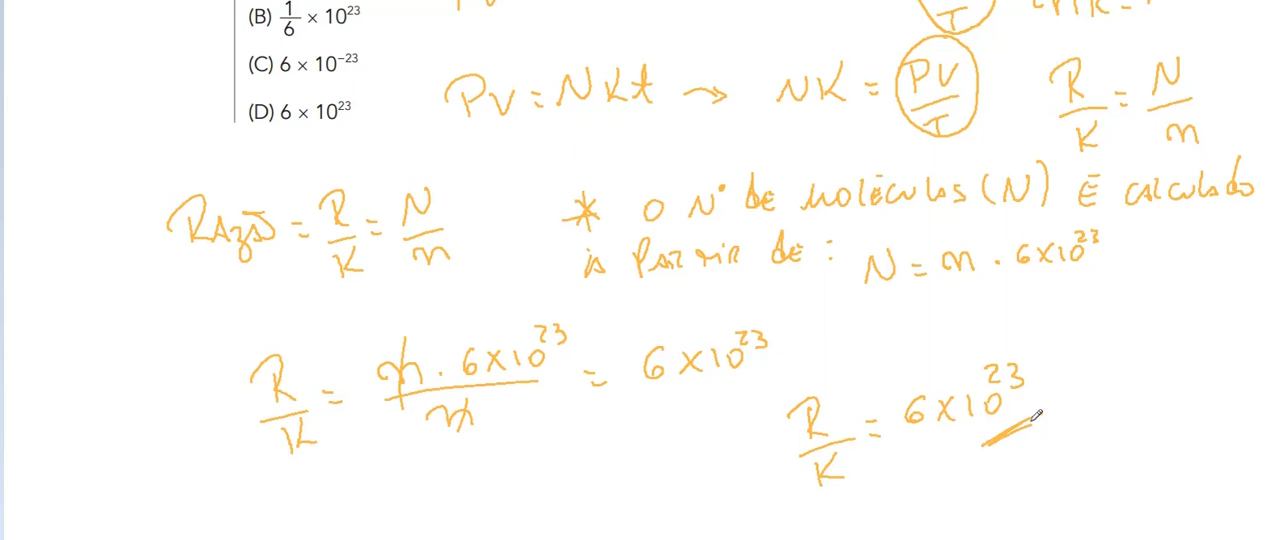 (B) 1/6 × 10²³
(C) 6 × 10⁻²³
(D) 6 × 10²³
T
PV = NKt → NK = PV/T
R/K = N/n
RAZÃO = R/K = N/n
* O Nº de moléculas (N) É calculado
à Partir de : N = n . 6x10²³
R/K = n . 6x10²³/n = 6x10²³
R/K = 6x10²³